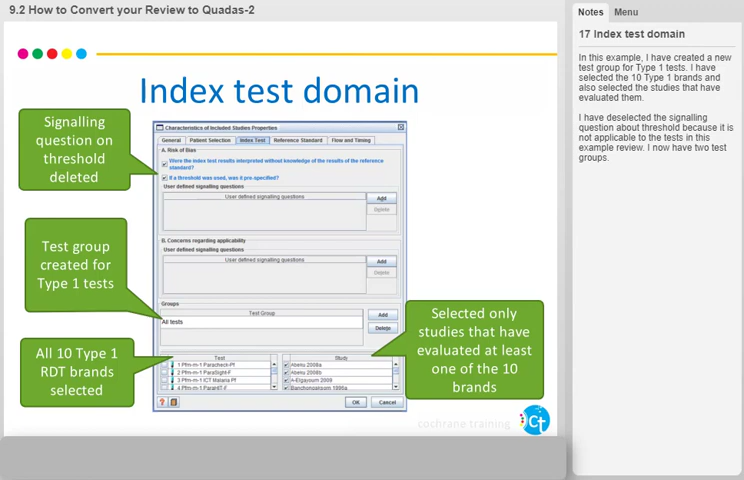 9.2 How to Convert your Review to Quadas-2
Notes
Menu
17 Index test domain
In this example, I have created a new
test group for Type 1 tests. I have
selected the 10 Type 1 brands and
also selected the studies that have
evaluated them.
I have deselected the signalling
question about threshold because it is
not applicable to the tests in this
example review. I now have two test
groups.
Index test domain
Signalling
question on
threshold
deleted
Test group
created for
Type 1 tests
All 10 Type 1
RDT brands
selected
Selected only
studies that have
evaluated at least
one of the 10
brands
Characteristics of Included Studies Properties
General
Patient Selection
Index Test
Reference Standard
Flow and Timing
A. Risk of Bias
Were the index test results interpreted without knowledge of the results of the reference
standard?
If a threshold was used, was it pre-specified?
User defined signalling questions
User defined signalling questions
Add
Delete
B. Concerns regarding applicability
User defined signalling questions
User defined signalling questions
Add
Delete
Groups
Test Group
All tests
Add
Delete
Test
Study
1 Pfm-m-1 Paracheck-Pf
Abeku 2008a
2 Pfm-m-1 ParaSight-F
Abeku 2008b
3 Pfm-m-1 ICT Malaria Pf
A-Elgayoum 2009
4 Pfm-m-1 ParaHIT-F
Banchongaksorn 1996a
OK
Cancel
cochrane training
ct